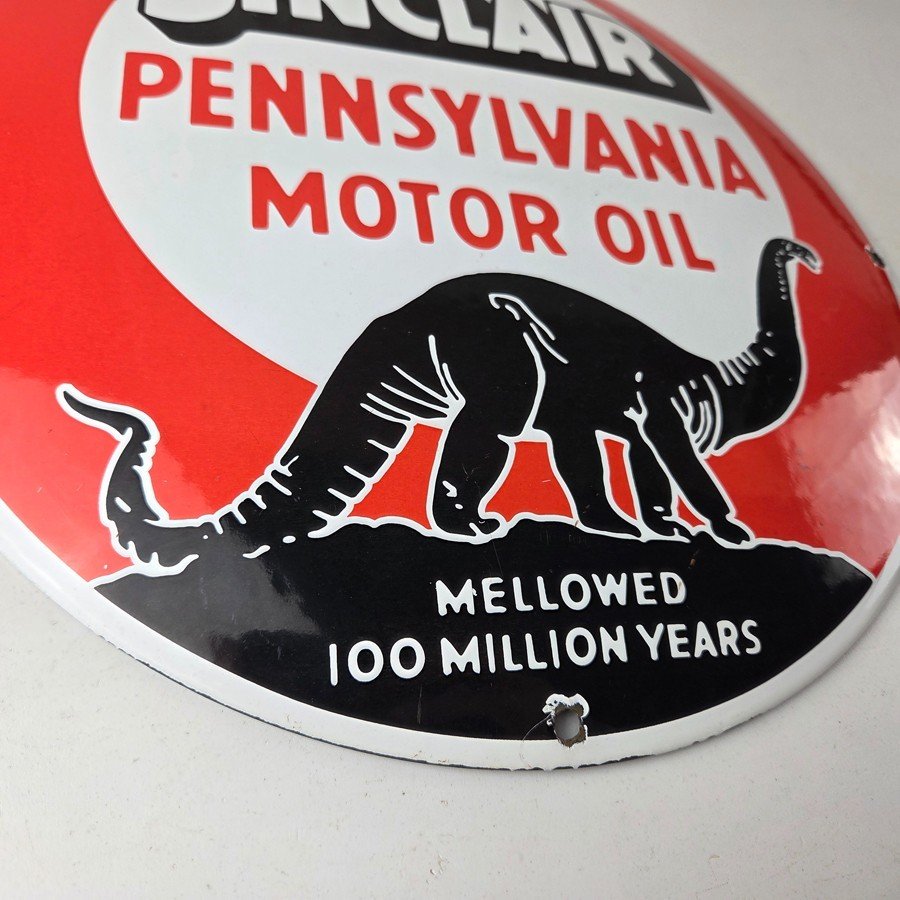 SINCLAIR
PENNSYLVANIA
MOTOR OIL
MELLOWED
100 MILLION YEARS